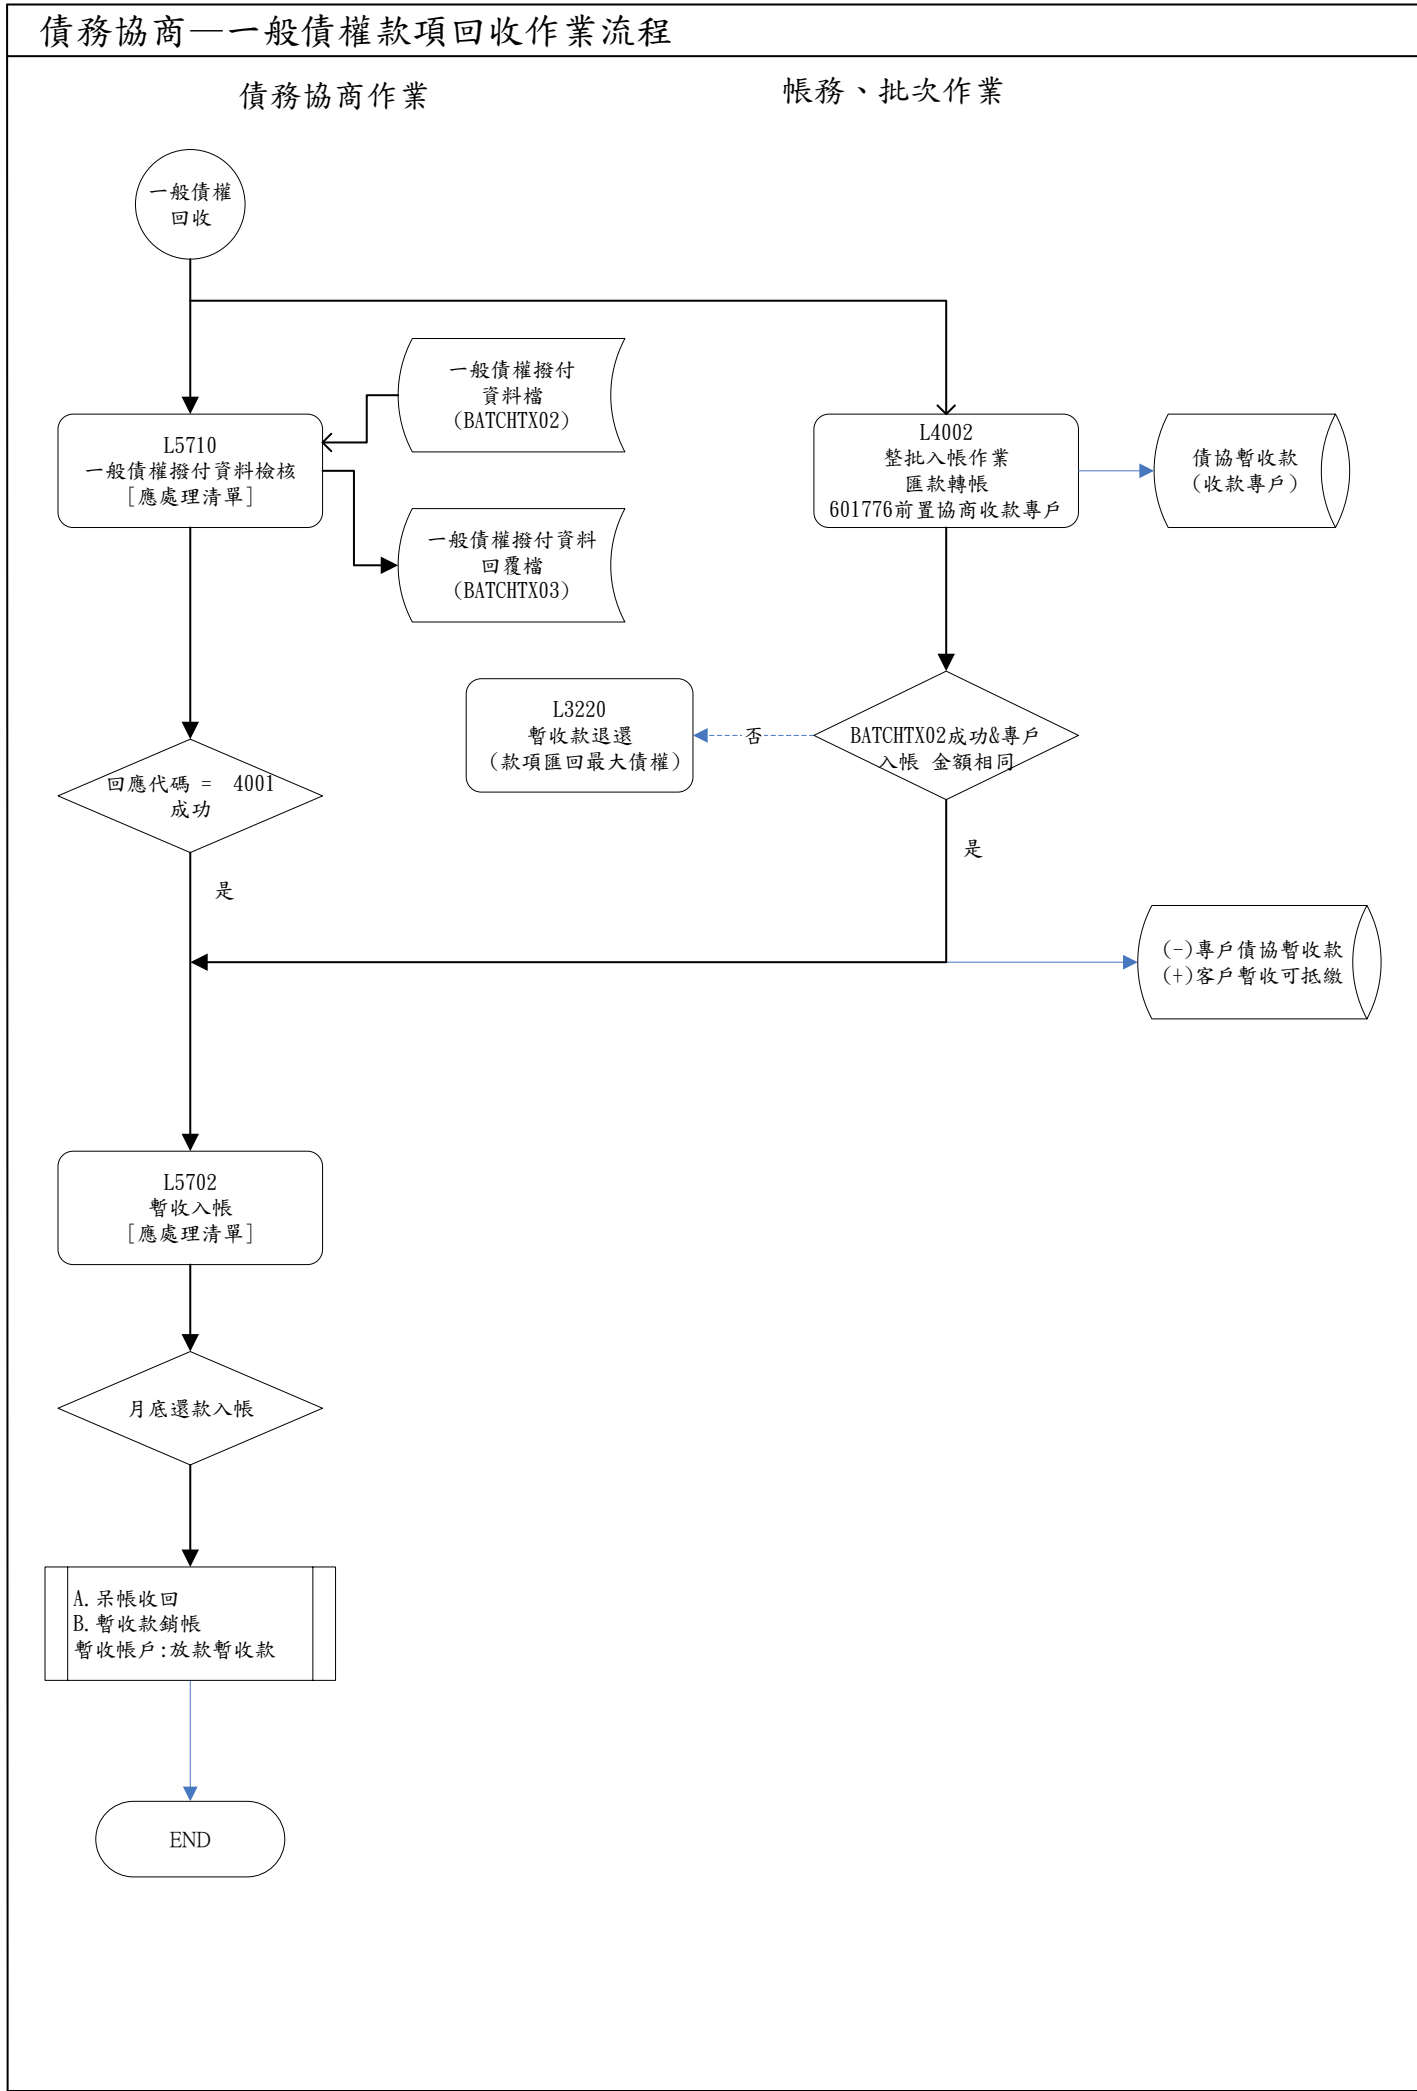 債務協商—一般債權款項回收作業流程
債務協商作業
帳務、批次作業
一般債權
回收
一般債權撥付
資料檔
(BATCHTX02)
L5710
一般債權撥付資料檢核
[應處理清單]
L4002
整批入帳作業
匯款轉帳
601776前置協商收款專戶
債協暫收款
(收款專戶)
一般債權撥付資料
回覆檔
(BATCHTX03)
L3220
暫收款退還
(款項匯回最大債權)
否
BATCHTX02成功&專戶
入帳 金額相同
回應代碼 = 4001
成功
是
是
(-)專戶債協暫收款
(+)客戶暫收可抵繳
L5702
暫收入帳
[應處理清單]
月底還款入帳
A.呆帳收回
B.暫收款銷帳
暫收帳戶:放款暫收款
END